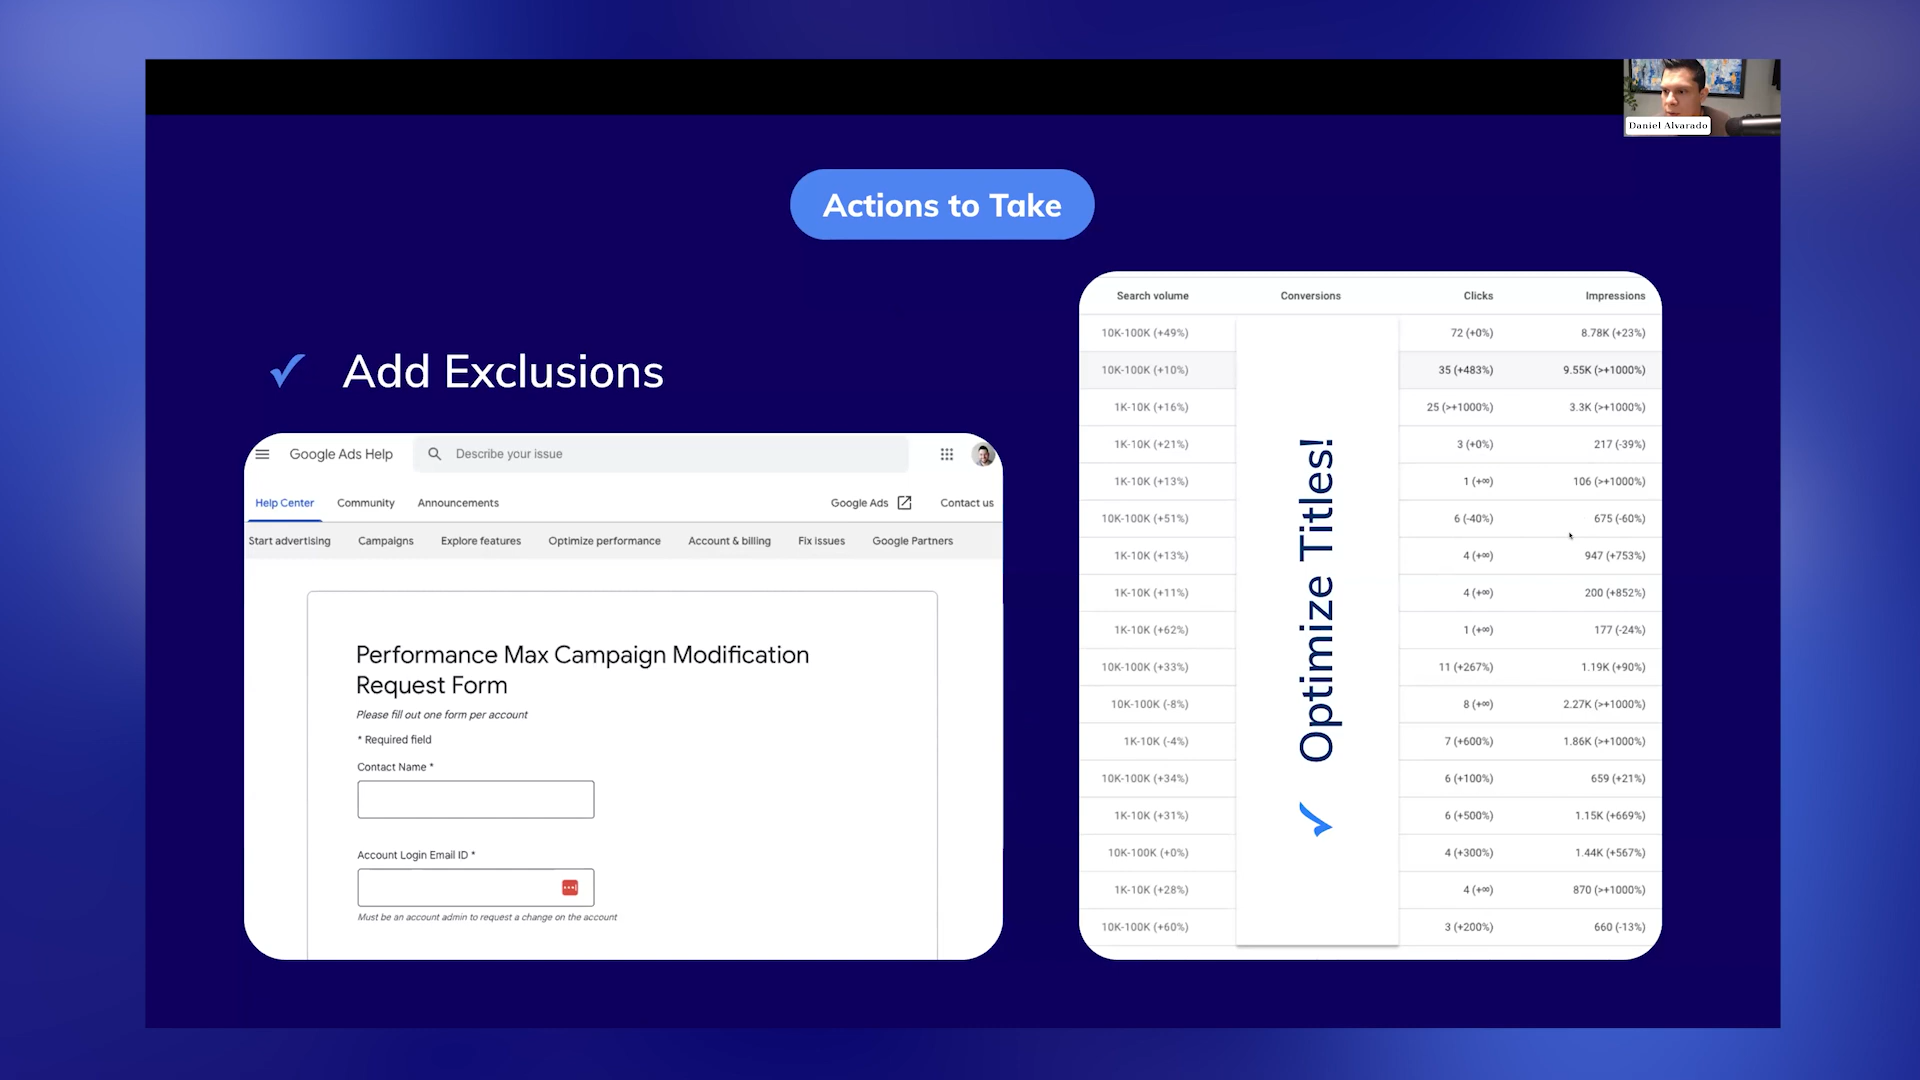 Daniel Alvarado
Actions to Take
Add Exclusions
Google Ads Help
Describe your issue
Help Center Community Announcements Google Ads Contact us
Start advertising Campaigns Explore features Optimize performance Account & billing Fix issues Google Partners
Performance Max Campaign Modification
Request Form
Please fill out one form per account
* Required field
Contact Name *
Account Login Email ID *
Must be an account admin to request a change on the account
Search volume Conversions Clicks Impressions
10K-100K (+49%) 72 (+0%) 8.78K (+23%)
10K-100K (+10%) 35 (+483%) 9.55K (>+1000%)
1K-10K (+16%) 25 (>+1000%) 3.3K (>+1000%)
1K-10K (+21%) 3 (+0%) 217 (-39%)
1K-10K (+13%) 1 (+∞) 106 (>+1000%)
10K-100K (+51%) 6 (-40%) 675 (-60%)
1K-10K (+13%) 4 (+∞) 947 (+753%)
1K-10K (+11%) 4 (+∞) 200 (+852%)
1K-10K (+62%) 1 (+∞) 177 (-24%)
10K-100K (+33%) 11 (+267%) 1.19K (+90%)
10K-100K (-8%) 8 (+∞) 2.27K (>+1000%)
1K-10K (-4%) 7 (+600%) 1.86K (>+1000%)
10K-100K (+34%) 6 (+100%) 659 (+21%)
1K-10K (+31%) 6 (+500%) 1.15K (+669%)
10K-100K (+0%) 4 (+300%) 1.44K (+567%)
1K-10K (+28%) 4 (+∞) 870 (>+1000%)
10K-100K (+60%) 3 (+200%) 660 (-13%)
Optimize Titles!